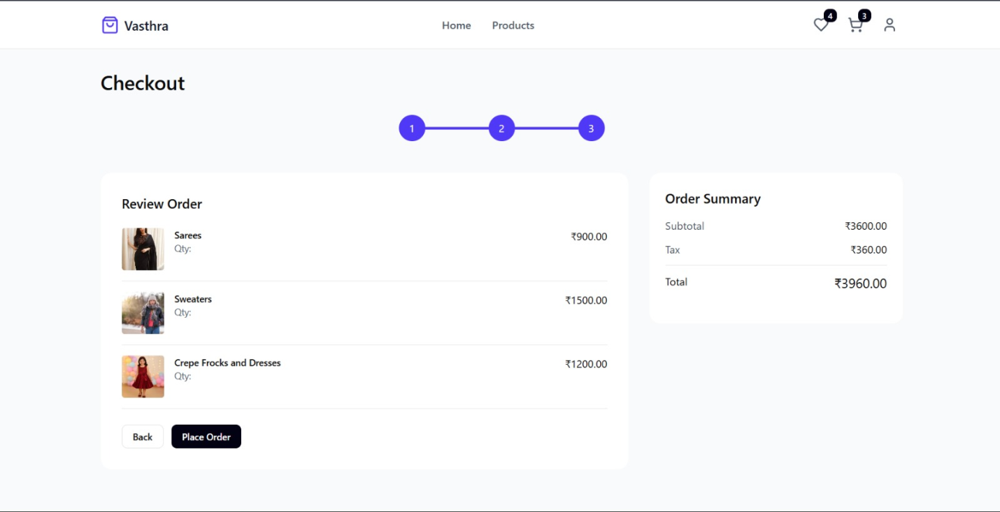 Vasthra
Home Products
4
3
Checkout
1 2 3
Review Order
Sarees
Qty:
₹900.00
Sweaters
Qty:
₹1500.00
Crepe Frocks and Dresses
Qty:
₹1200.00
Back Place Order
Order Summary
Subtotal ₹3600.00
Tax ₹360.00
Total ₹3960.00